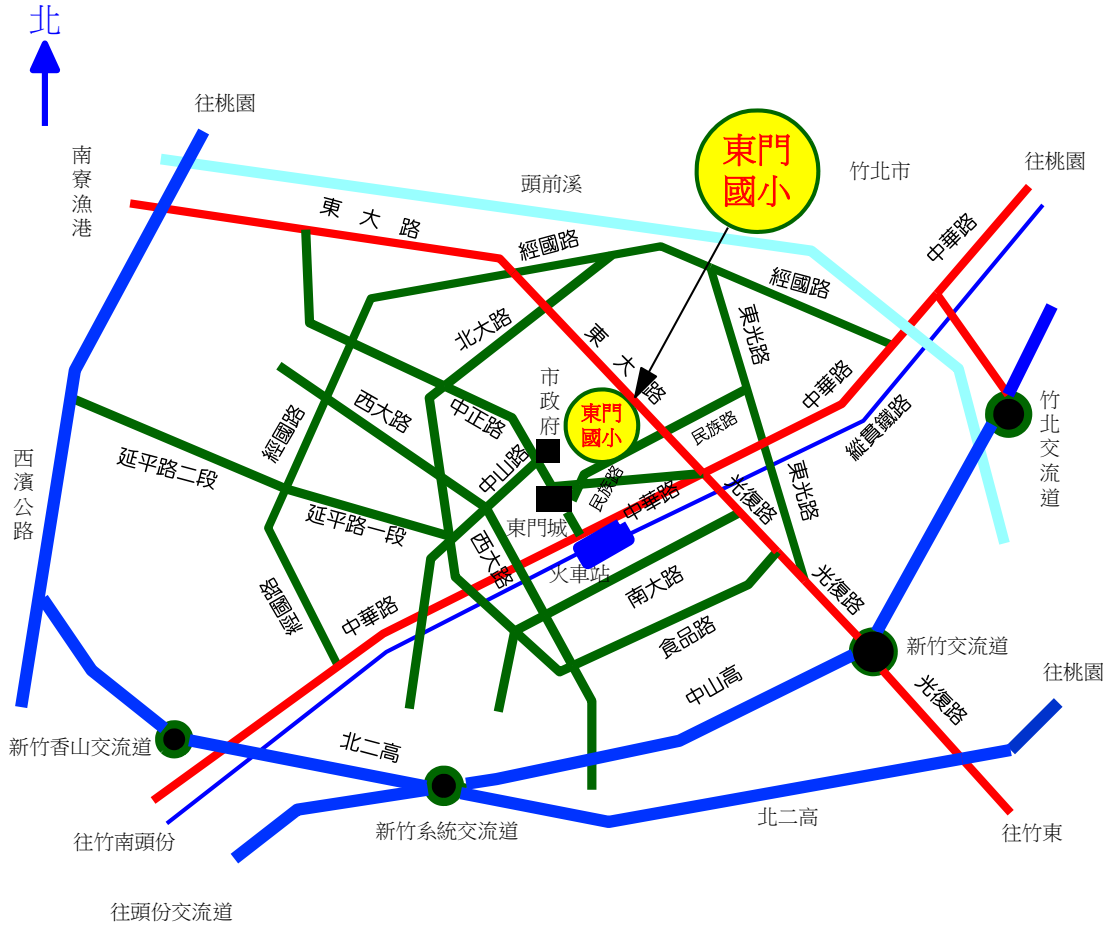 北
往桃園
南寮漁港
頭前溪
東門
國小
竹北市
往桃園
東大路
經國路
中華路
經國路
北大路
東光路
東大路
市政府
中華路
西大路
中正路
東門
國小
竹北交流道
民族路
縱貫鐵路
經國路
中山路
延平路二段
民族路
中華路
光復路
東光路
西濱公路
延平路一段
東門城
西大路
火車站
南大路
光復路
經國路
中華路
食品路
新竹交流道
中山高
往桃園
光復路
新竹香山交流道
北二高
新竹系統交流道
北二高
往竹南頭份
往竹東
往頭份交流道